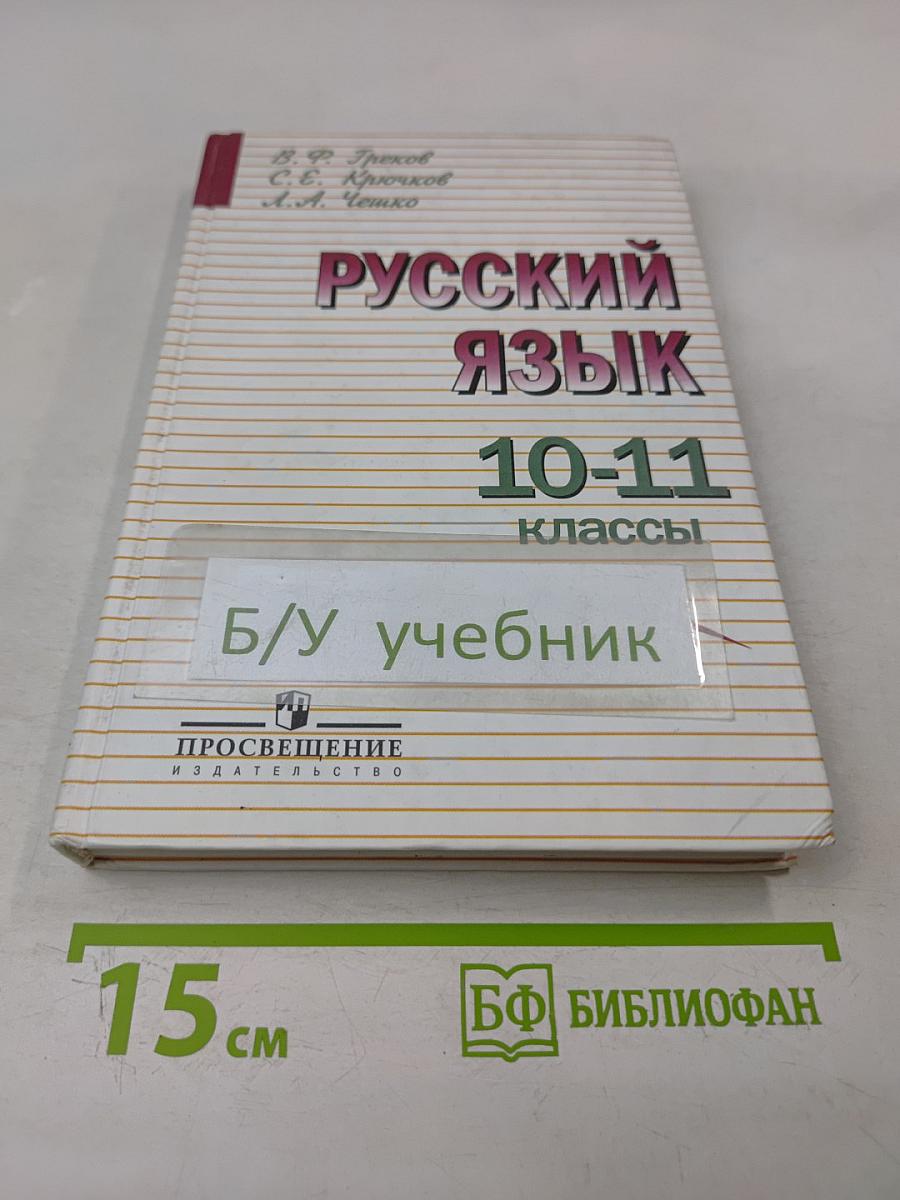 В. Ф. Греков
С. Е. Крючков
Л. А. Чешко
РУССКИЙ
ЯЗЫК
10-11
классы
Б/У учебник
ПРОСВЕЩЕНИЕ
ИЗДАТЕЛЬСТВО
15 см
БФ БИБЛИОФАН